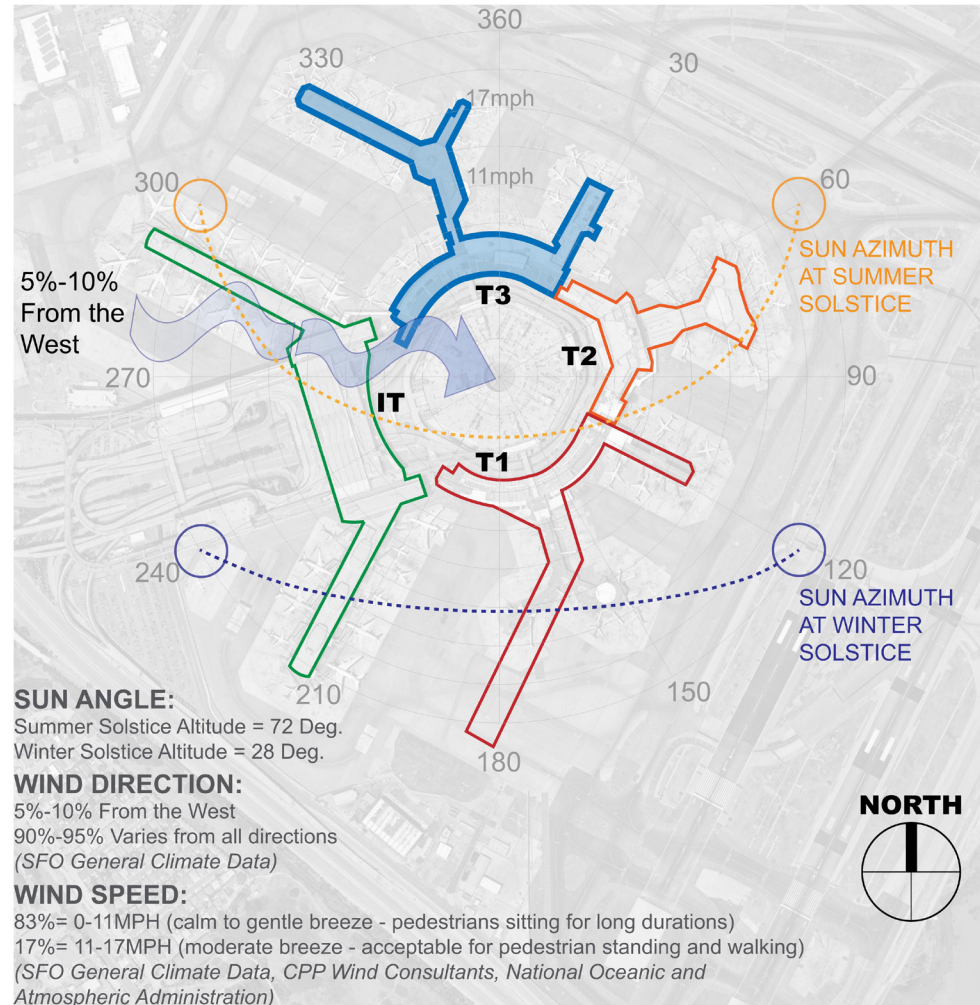 360
330
30
17mph
11mph
300
60
SUN AZIMUTH
AT SUMMER
SOLSTICE
5%-10%
From the
West
T3
T2
270
90
IT
T1
240
120
SUN AZIMUTH
AT WINTER
SOLSTICE
210
150
180
SUN ANGLE:
Summer Solstice Altitude = 72 Deg.
Winter Solstice Altitude = 28 Deg.
WIND DIRECTION:
5%-10% From the West
90%-95% Varies from all directions
(SFO General Climate Data)
NORTH
WIND SPEED:
83%= 0-11MPH (calm to gentle breeze - pedestrians sitting for long durations)
17%= 11-17MPH (moderate breeze - acceptable for pedestrian standing and walking)
(SFO General Climate Data, CPP Wind Consultants, National Oceanic and
Atmospheric Administration)